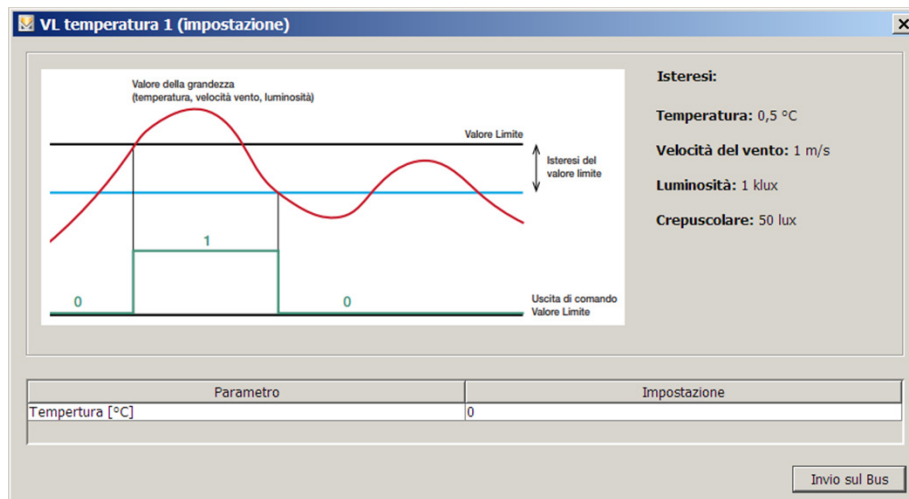 VL temperatura 1 (impostazione)
Valore della grandezza
(temperatura, velocità vento, luminosità)
Valore Limite
Isteresi del
valore limite
1
0
0
Uscita di comando
Valore Limite
Isteresi:
Temperatura: 0,5 °C
Velocità del vento: 1 m/s
Luminosità: 1 klux
Crepuscolare: 50 lux
Parametro Impostazione
Tempertura [°C] 0
Invio sul Bus